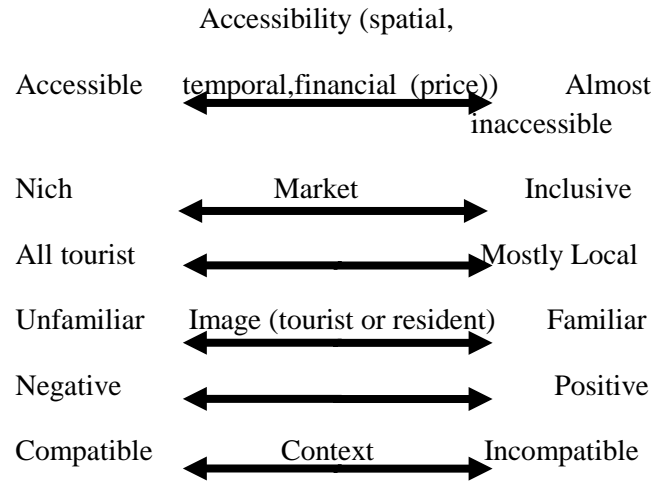 Accessibility (spatial,
Accessible temporal,financial (price)) Almost
inaccessible
Nich Market Inclusive
All tourist Mostly Local
Unfamiliar Image (tourist or resident) Familiar
Negative Positive
Compatible Context Incompatible